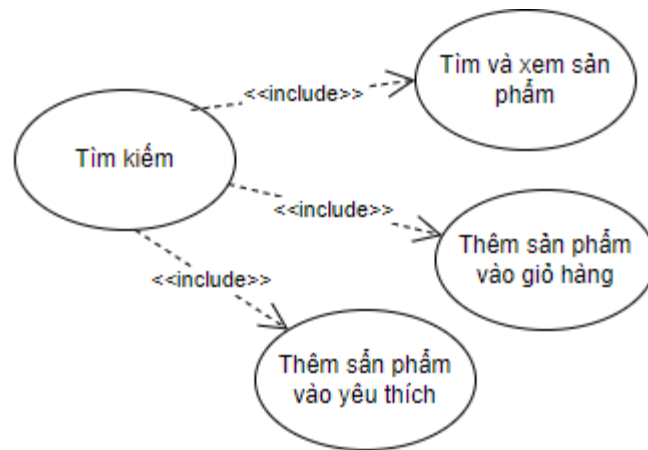 Tìm và xem sản
phẩm
<<include>>
Tìm kiếm
<<include>>
Thêm sản phẩm
vào giỏ hàng
<<include>>
Thêm sẩn phẩm
vào yêu thích